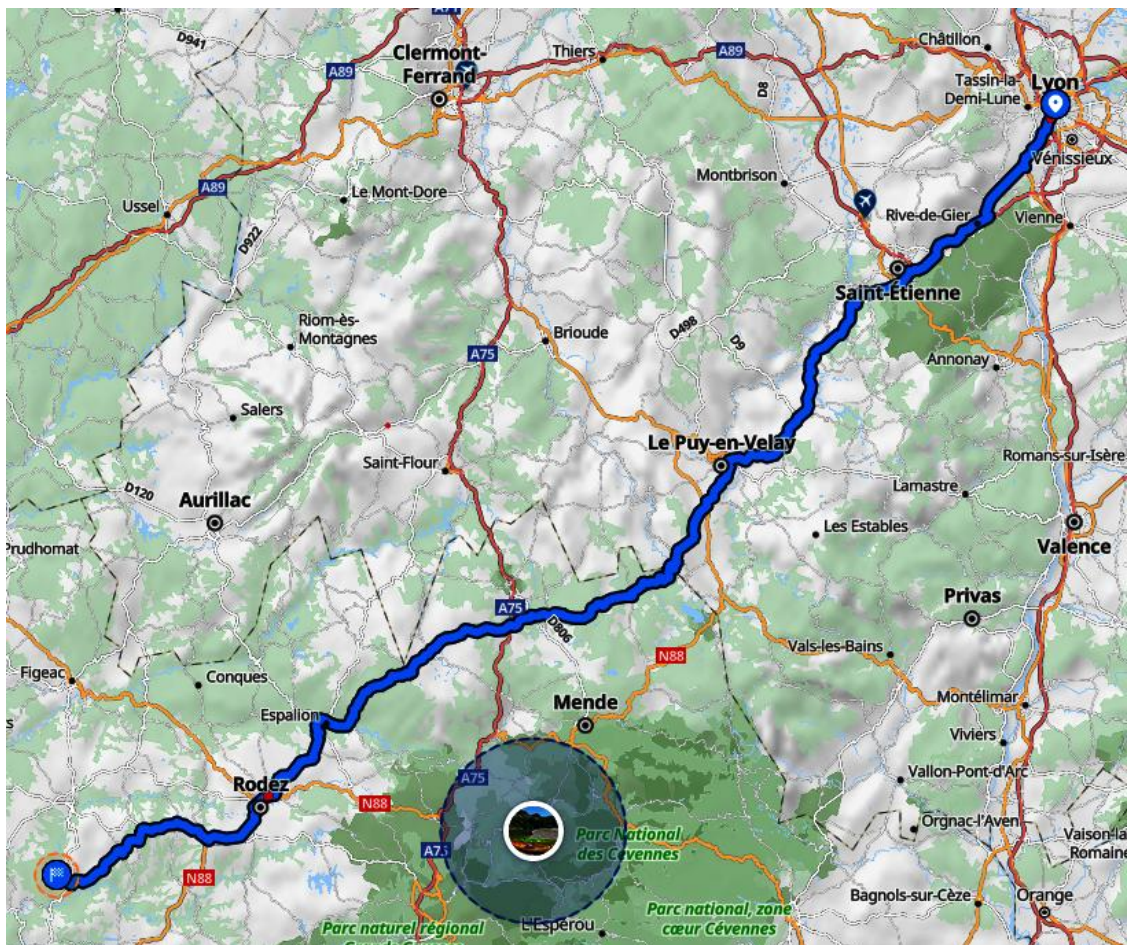 A71
D941
Châtillon
Clermont-
Ferrand
Thiers
A89
A89
Tassin-la-
Demi-Lune
Lyon
D8
Vénissieux
Montbrison
A89
Le Mont-Dore
Ussel
Rive-de-Gier
Vienne
D922
Saint-Étienne
Riom-ès-
Montagnes
Brioude
D498
D9
A75
Annonay
Salers
Le Puy-en-Velay
Saint-Flour
Romans-sur-Isère
D120
Lamastre
Aurillac
Les Estables
Valence
Prudhomat
A75
D806
Privas
N88
Vals-les-Bains
Figeac
Conques
Montélimar
Espalion
Mende
Viviers
A75
Vallon-Pont-d'Arc
Rodez
N88
Orgnac-l'Aven
Parc National
des Cévennes
Vaison-la
Romaine
A75
N88
Bagnols-sur-Cèze
Orange
Parc national, zone
cœur Cévennes
L'Espérou
Parc naturel régional